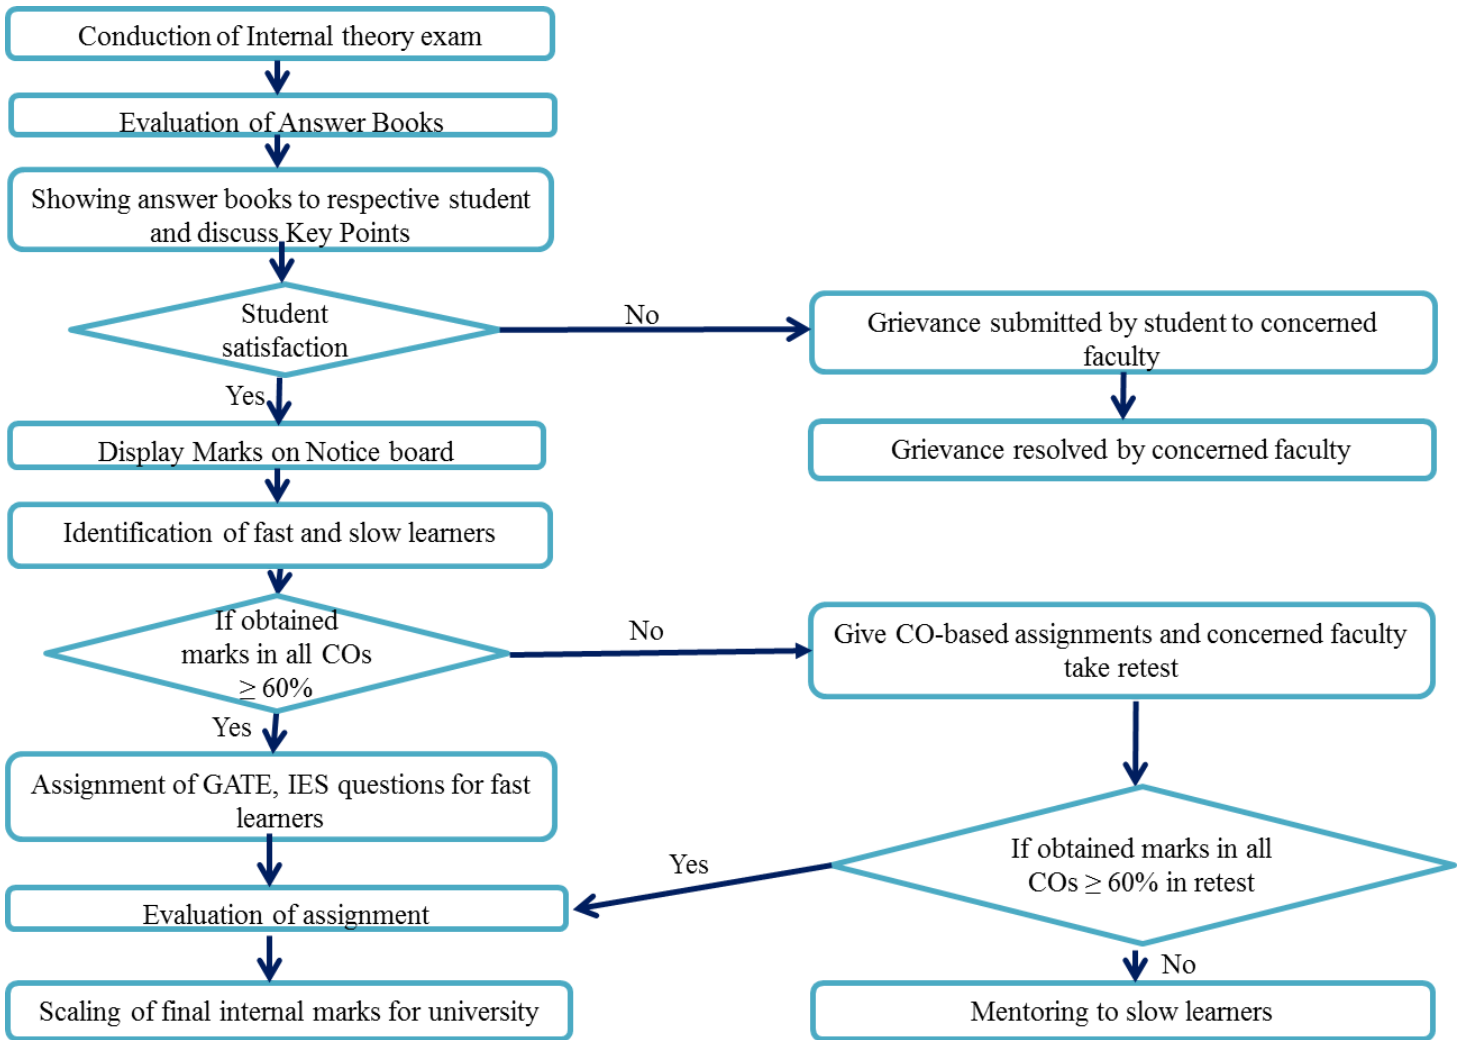 Conduction of Internal theory exam
Evaluation of Answer Books
Showing answer books to respective student
and discuss Key Points
Student
satisfaction
No
Grievance submitted by student to concerned
faculty
Yes
Display Marks on Notice board
Grievance resolved by concerned faculty
Identification of fast and slow learners
If obtained
marks in all COs
≥ 60%
No
Give CO-based assignments and concerned faculty
take retest
Yes
Assignment of GATE, IES questions for fast
learners
If obtained marks in all
COs ≥ 60% in retest
Yes
Evaluation of assignment
No
Scaling of final internal marks for university
Mentoring to slow learners